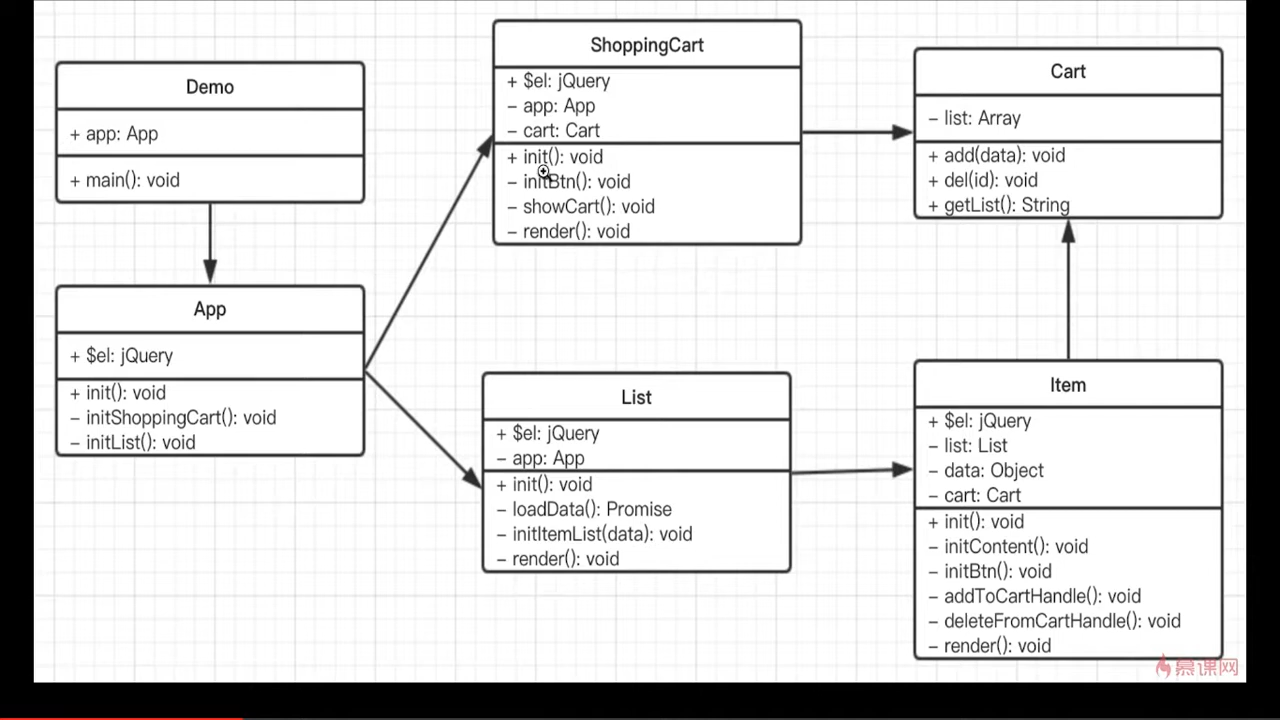 Demo
+ app: App
+ main(): void
App
+ $el: jQuery
+ init(): void
– initShoppingCart(): void
– initList(): void
ShoppingCart
+ $el: jQuery
– app: App
– cart: Cart
+ init(): void
– initBtn(): void
– showCart(): void
– render(): void
List
+ $el: jQuery
– app: App
+ init(): void
– loadData(): Promise
– initItemList(data): void
– render(): void
Cart
– list: Array
+ add(data): void
+ del(id): void
+ getList(): String
Item
+ $el: jQuery
– list: List
– data: Object
– cart: Cart
+ init(): void
– initContent(): void
– initBtn(): void
– addToCartHandle(): void
– deleteFromCartHandle(): void
– render(): void
慕课网